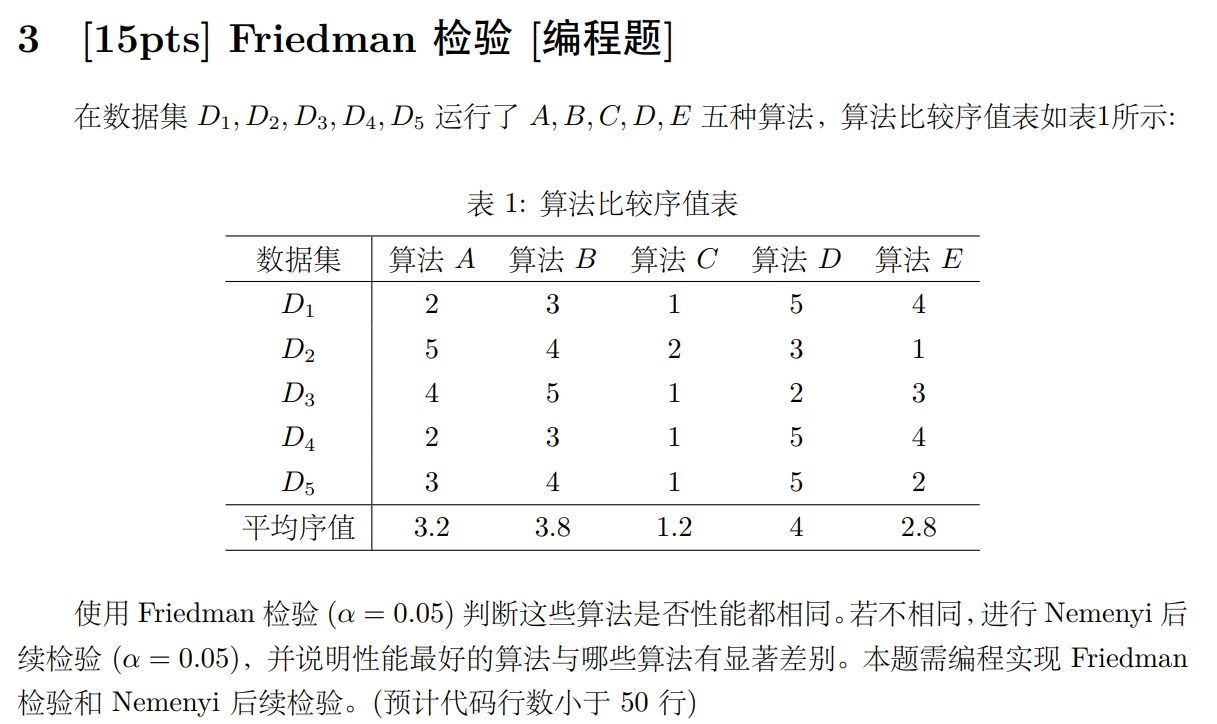 3 [15pts] Friedman 检验 [编程题]
在数据集 D₁, D₂, D₃, D₄, D₅ 运行了 A, B, C, D, E 五种算法，算法比较序值表如表1所示:
表 1: 算法比较序值表
数据集 算法 A 算法 B 算法 C 算法 D 算法 E
D₁ 2 3 1 5 4
D₂ 5 4 2 3 1
D₃ 4 5 1 2 3
D₄ 2 3 1 5 4
D₅ 3 4 1 5 2
平均序值 3.2 3.8 1.2 4 2.8
使用 Friedman 检验 (α = 0.05) 判断这些算法是否性能都相同。若不相同，进行 Nemenyi 后
续检验 (α = 0.05)，并说明性能最好的算法与哪些算法有显著差别。本题需编程实现 Friedman
检验和 Nemenyi 后续检验。(预计代码行数小于 50 行)